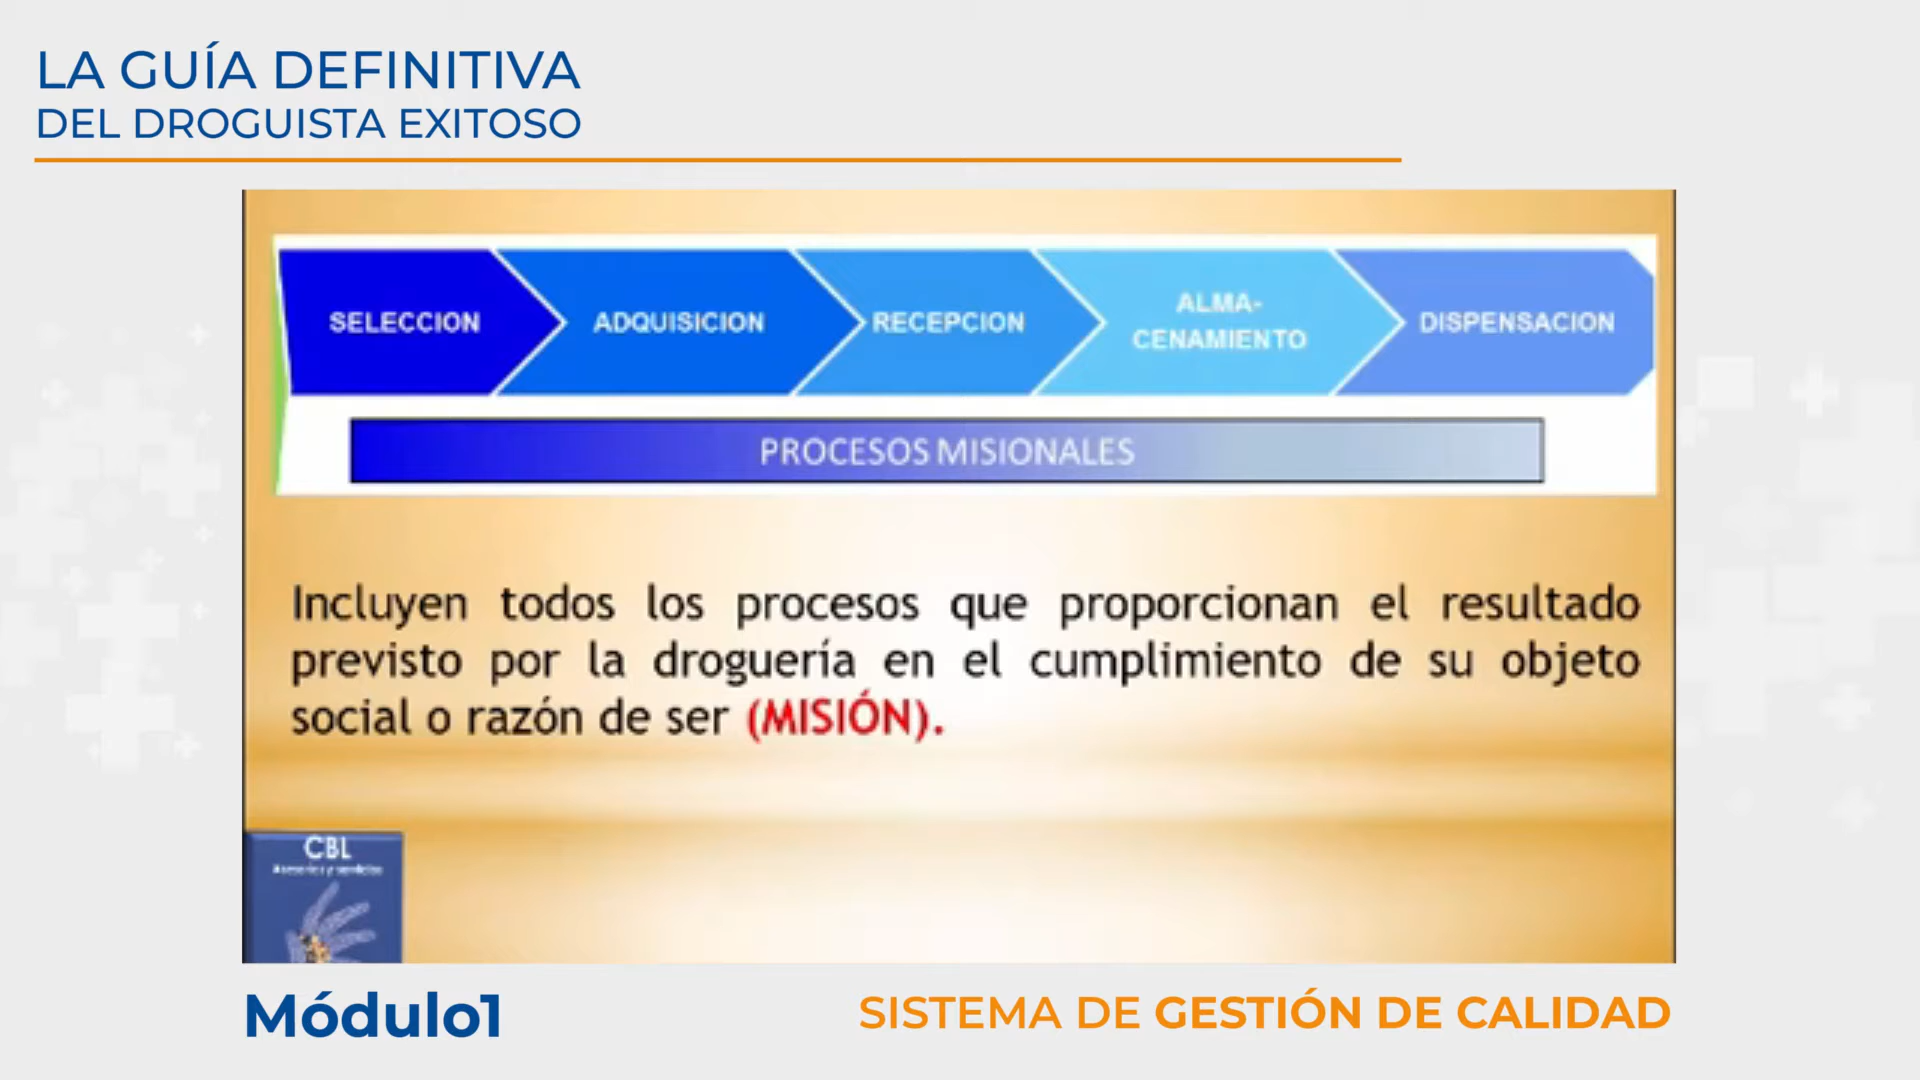 LA GUÍA DEFINITIVA
DEL DROGUISTA EXITOSO
SELECCION
ADQUISICION
RECEPCION
ALMA-
CENAMIENTO
DISPENSACION
PROCESOS MISIONALES
Incluyen todos los procesos que proporcionan el resultado
previsto por la droguería en el cumplimiento de su objeto
social o razón de ser (MISIÓN).
CBL
Asesorias y servicios
Módulo1
SISTEMA DE GESTIÓN DE CALIDAD